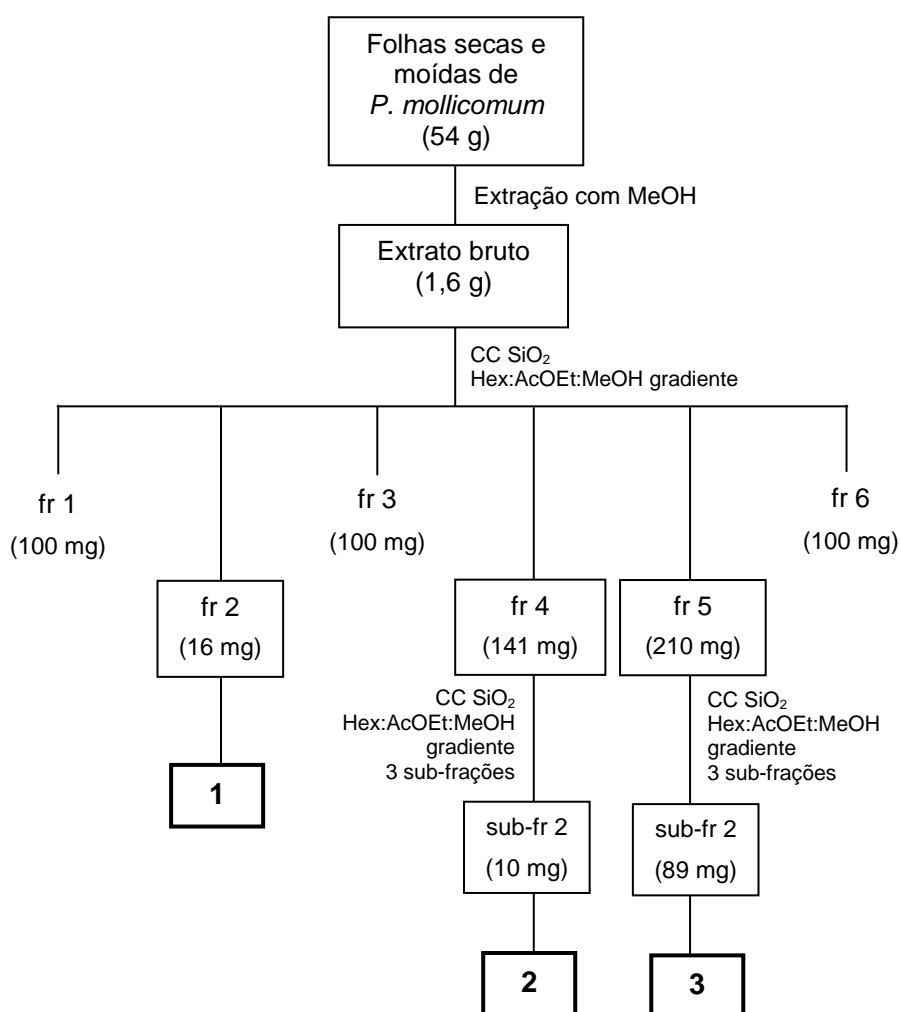 Folhas secas e
moídas de
P. mollicomum
(54 g)
Extração com MeOH
Extrato bruto
(1,6 g)
CC SiO₂
Hex:AcOEt:MeOH gradiente
fr 1
(100 mg)
fr 3
(100 mg)
fr 6
(100 mg)
fr 2
(16 mg)
fr 4
(141 mg)
fr 5
(210 mg)
CC SiO₂
Hex:AcOEt:MeOH
gradiente
3 sub-frações
CC SiO₂
Hex:AcOEt:MeOH
gradiente
3 sub-frações
1
sub-fr 2
(10 mg)
sub-fr 2
(89 mg)
2
3